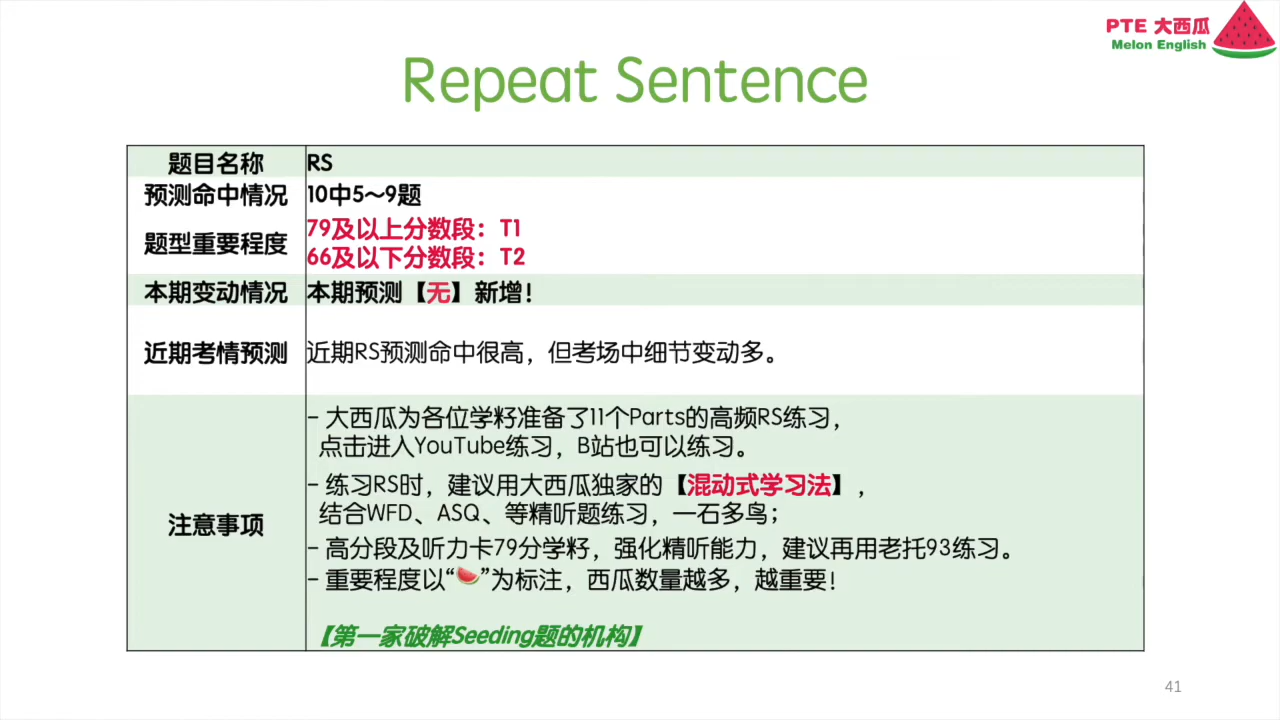 PTE 大西瓜
Melon English
Repeat Sentence
题目名称 RS
预测命中情况 10中5～9题
题型重要程度 79及以上分数段：T1
66及以下分数段：T2
本期变动情况 本期预测【无】新增！
近期考情预测 近期RS预测命中很高，但考场中细节变动多。
注意事项
- 大西瓜为各位学籽准备了11个Parts的高频RS练习，
点击进入YouTube练习，B站也可以练习。
- 练习RS时，建议用大西瓜独家的【混动式学习法】，
结合WFD、ASQ、等精听题练习，一石多鸟；
- 高分段及听力卡79分学籽，强化精听能力，建议再用老托93练习。
- 重要程度以“🍉”为标注，西瓜数量越多，越重要！
【第一家破解Seeding题的机构】
41